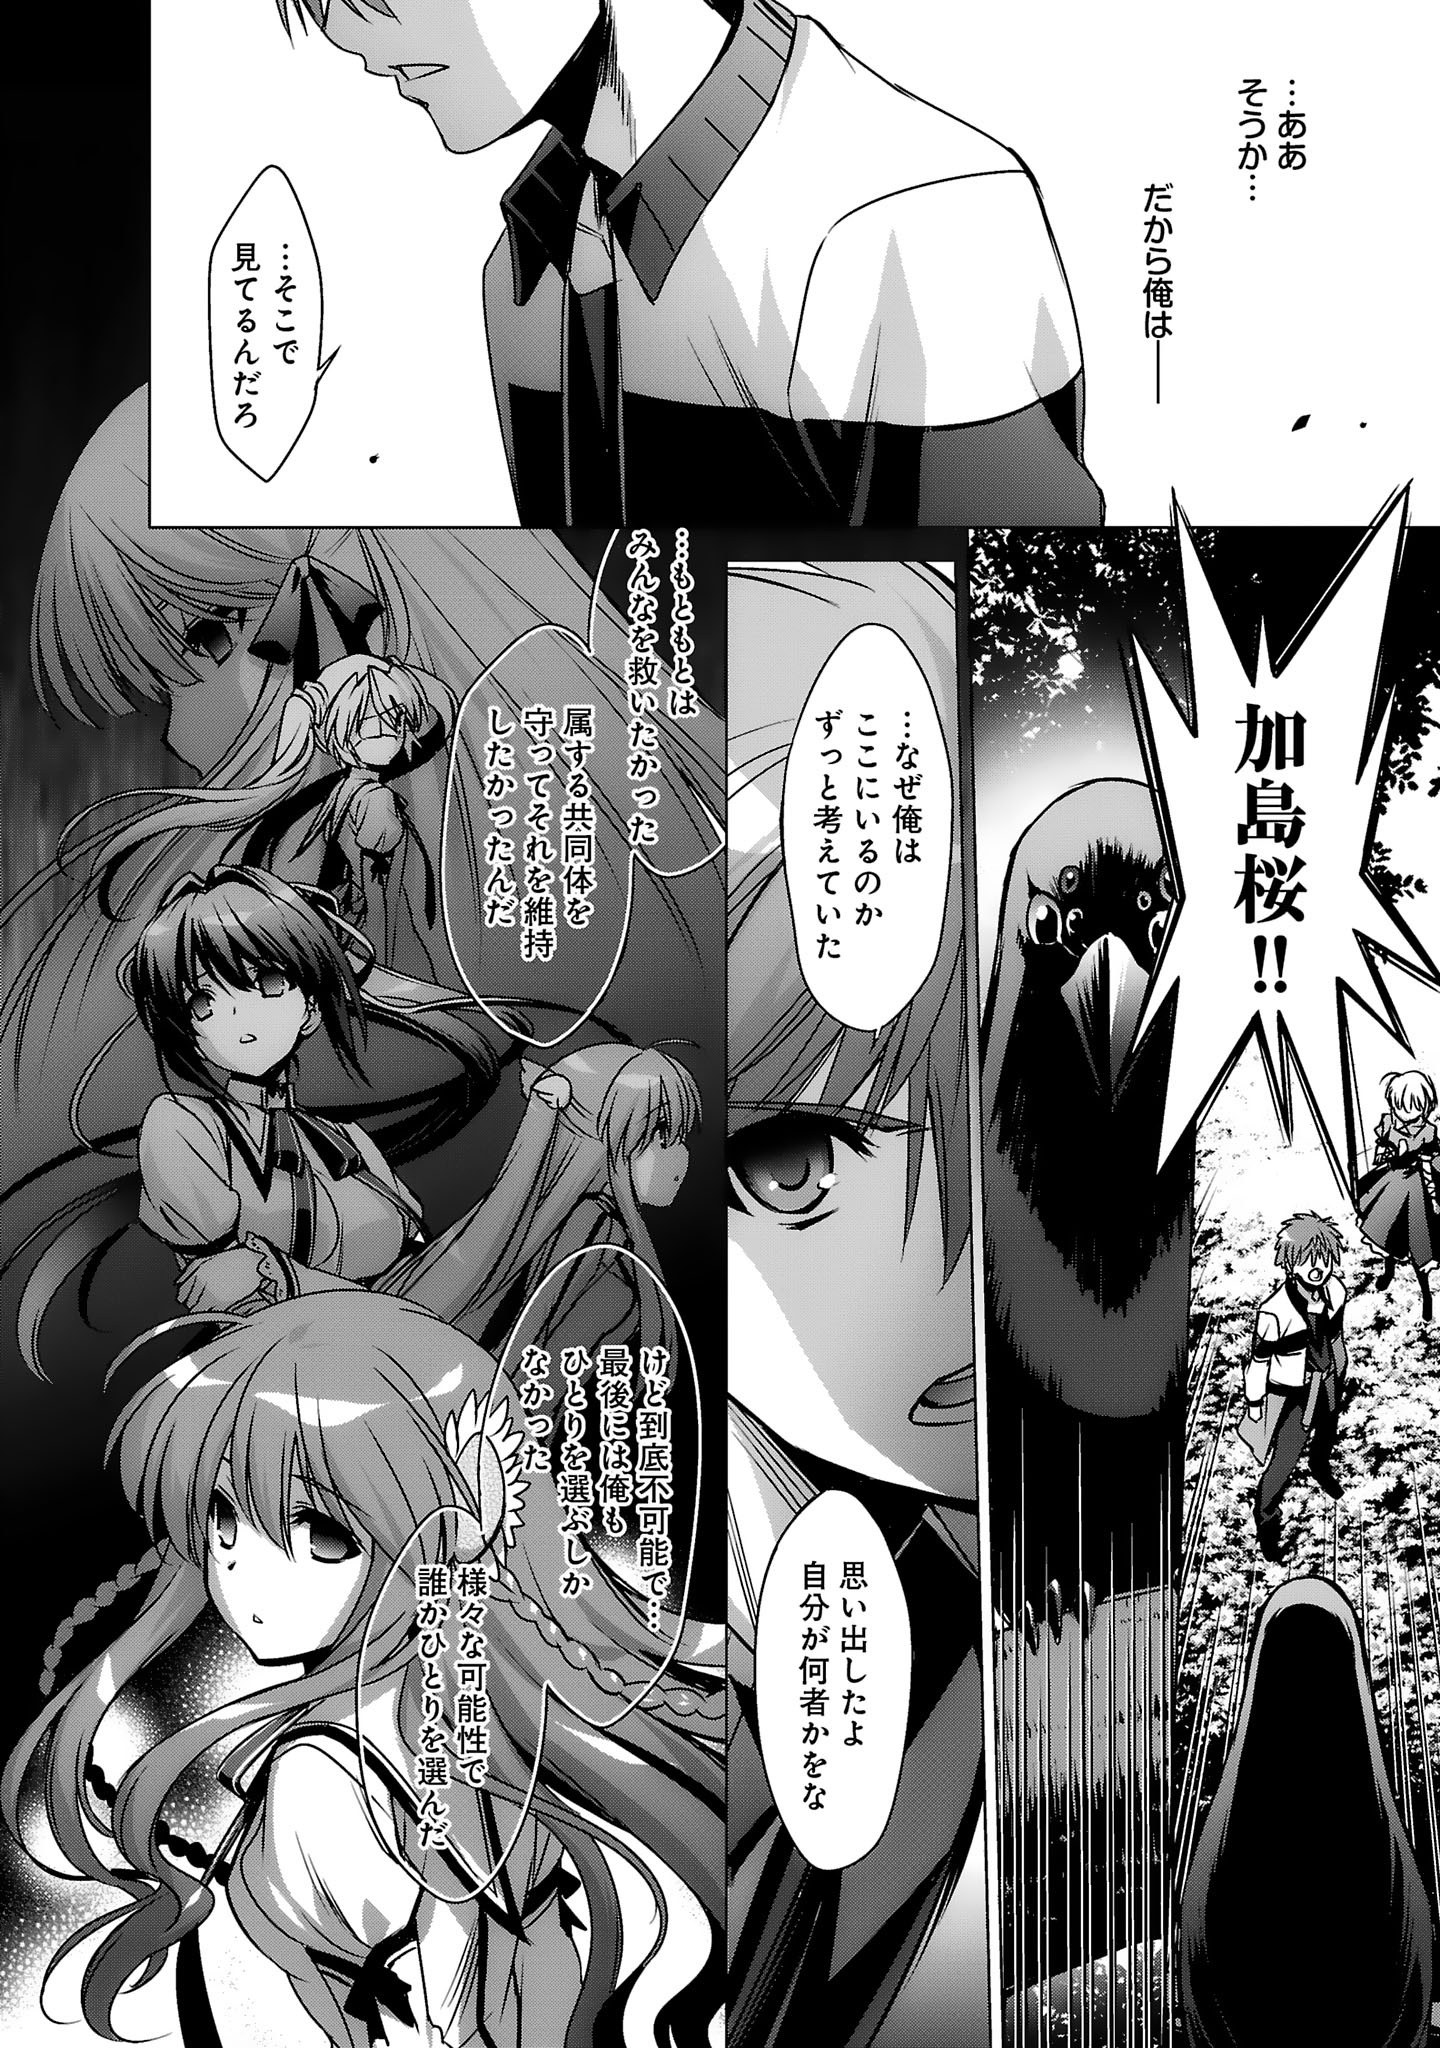 …ああ
そうか…
だから俺は──
…そこで
見てるんだろ
加島桜!!
…なぜ俺は
ここにいるのか
ずっと考えていた
思い出したよ
自分が何者かをな
…もともとは
みんなを救いたかった
属する共同体を
守ってそれを維持
したかったんだ
けど到底不可能で…
最後には俺も
ひとりを選ぶしか
なかった
様々な可能性で
誰かひとりを選んだ